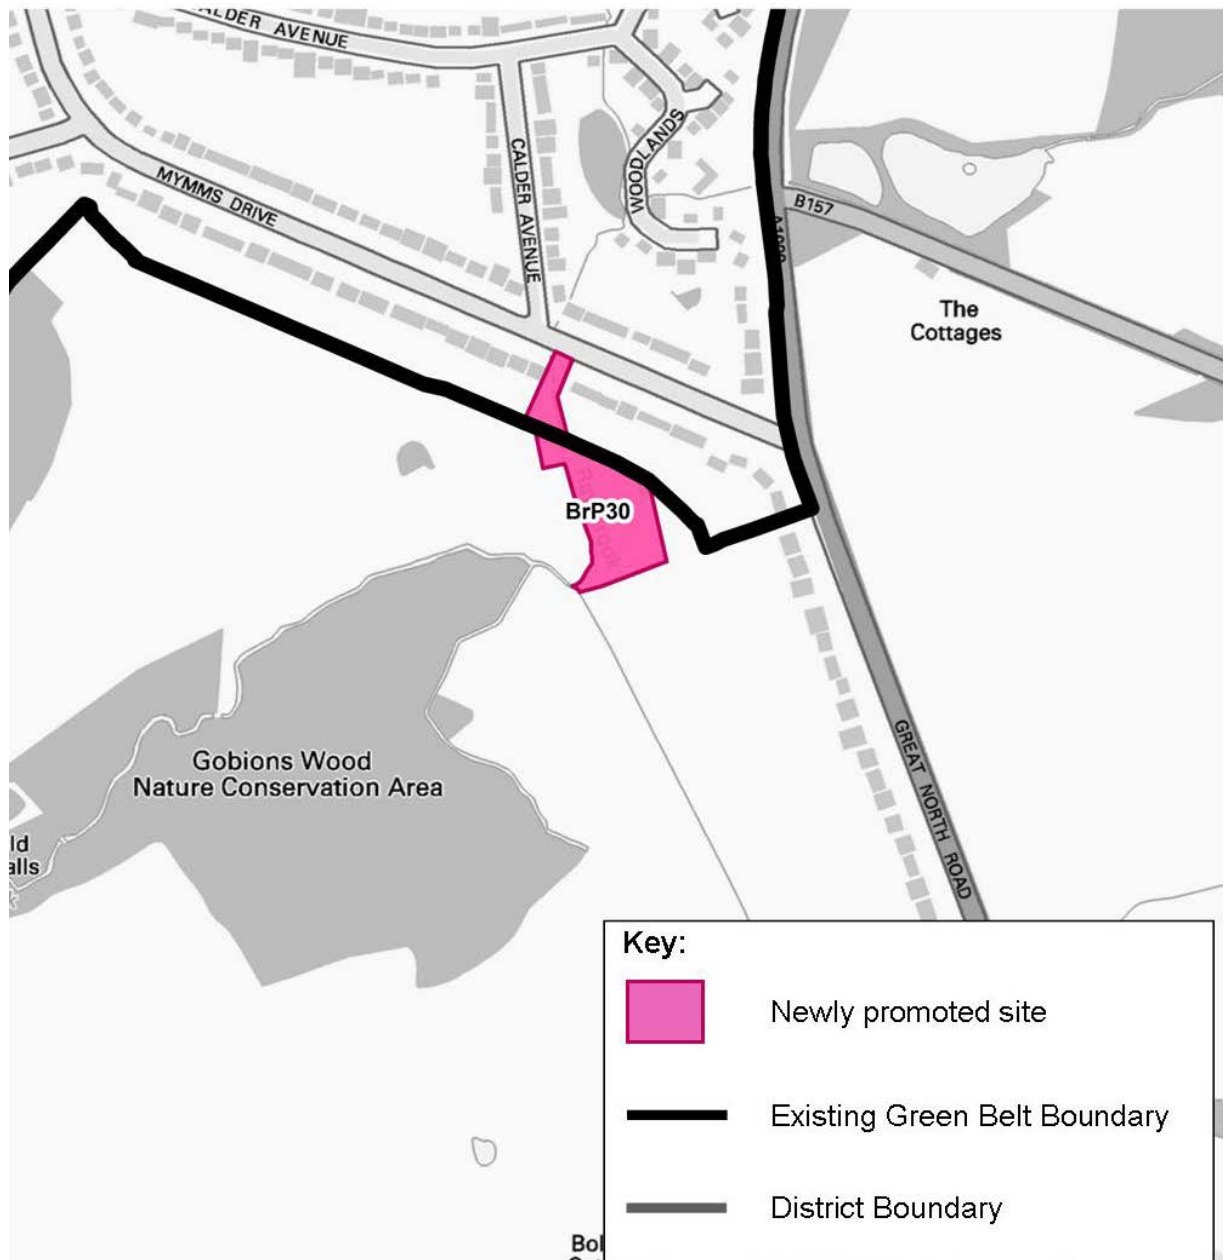 CALDER AVENUE
MYMMS DRIVE
CALDER AVENUE
WOODLANDS
B157
The
Cottages
BrP30
Gobions Wood
Nature Conservation Area
ld
alls
GREAT NORTH ROAD
Key:
Newly promoted site
Existing Green Belt Boundary
District Boundary
Bol